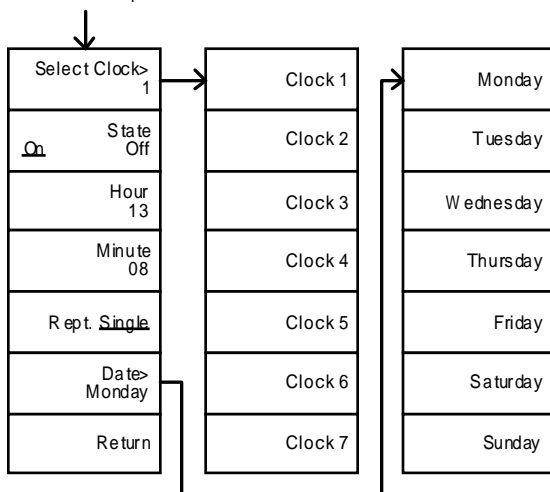 Select Clock>
1
State
On Off
Hour
13
Minute
08
Rept. Single
Date>
Monday
Return
Clock 1
Clock 2
Clock 3
Clock 4
Clock 5
Clock 6
Clock 7
Monday
Tuesday
Wednesday
Thursday
Friday
Saturday
Sunday